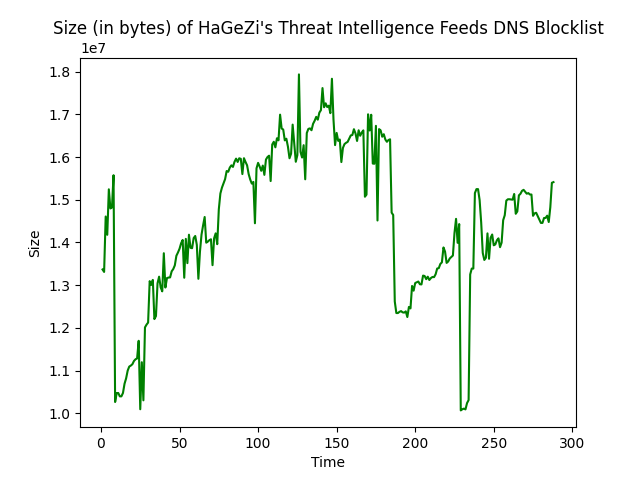 Size (in bytes) of HaGeZi's Threat Intelligence Feeds DNS Blocklist
1e7
1.8
1.7
1.6
1.5
1.4
1.3
1.2
1.1
1.0
Size
0 50 100 150 200 250 300
Time